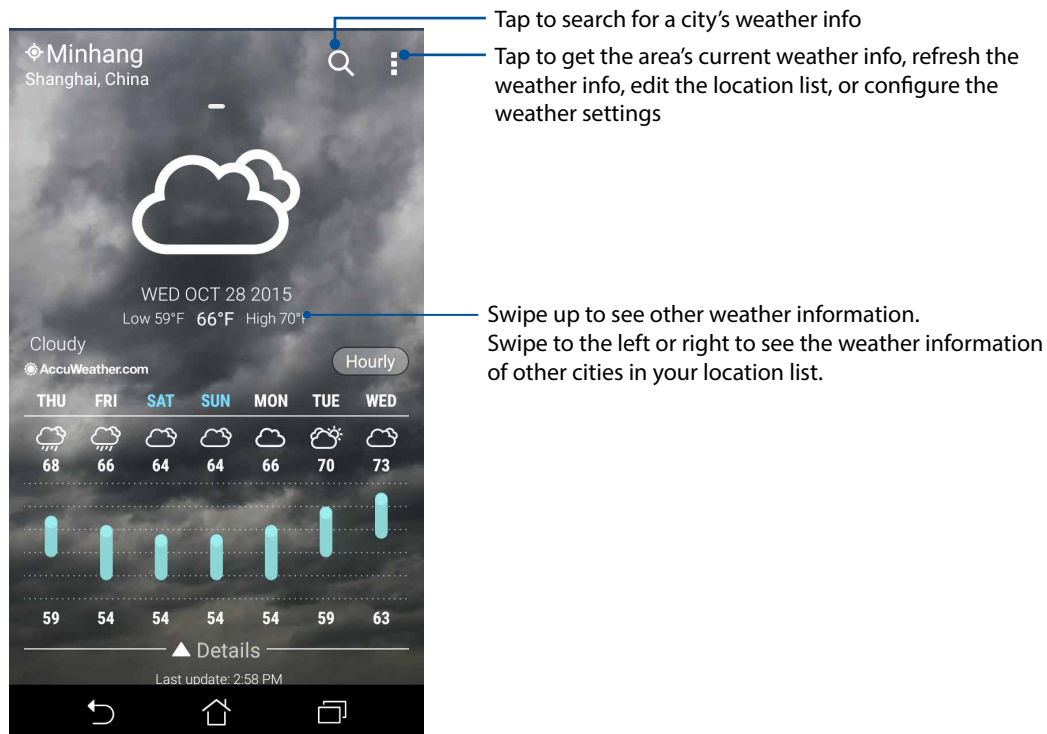 Tap to search for a city's weather info
Tap to get the area's current weather info, refresh the
weather info, edit the location list, or configure the
weather settings
Minhang
Shanghai, China
WED OCT 28 2015
Low 59°F 66°F High 70°F
Swipe up to see other weather information.
Swipe to the left or right to see the weather information
of other cities in your location list.
Cloudy
AccuWeather.com
Hourly
THU FRI SAT SUN MON TUE WED
68 66 64 64 66 70 73
59 54 54 54 54 59 63
Details
Last update: 2:58 PM